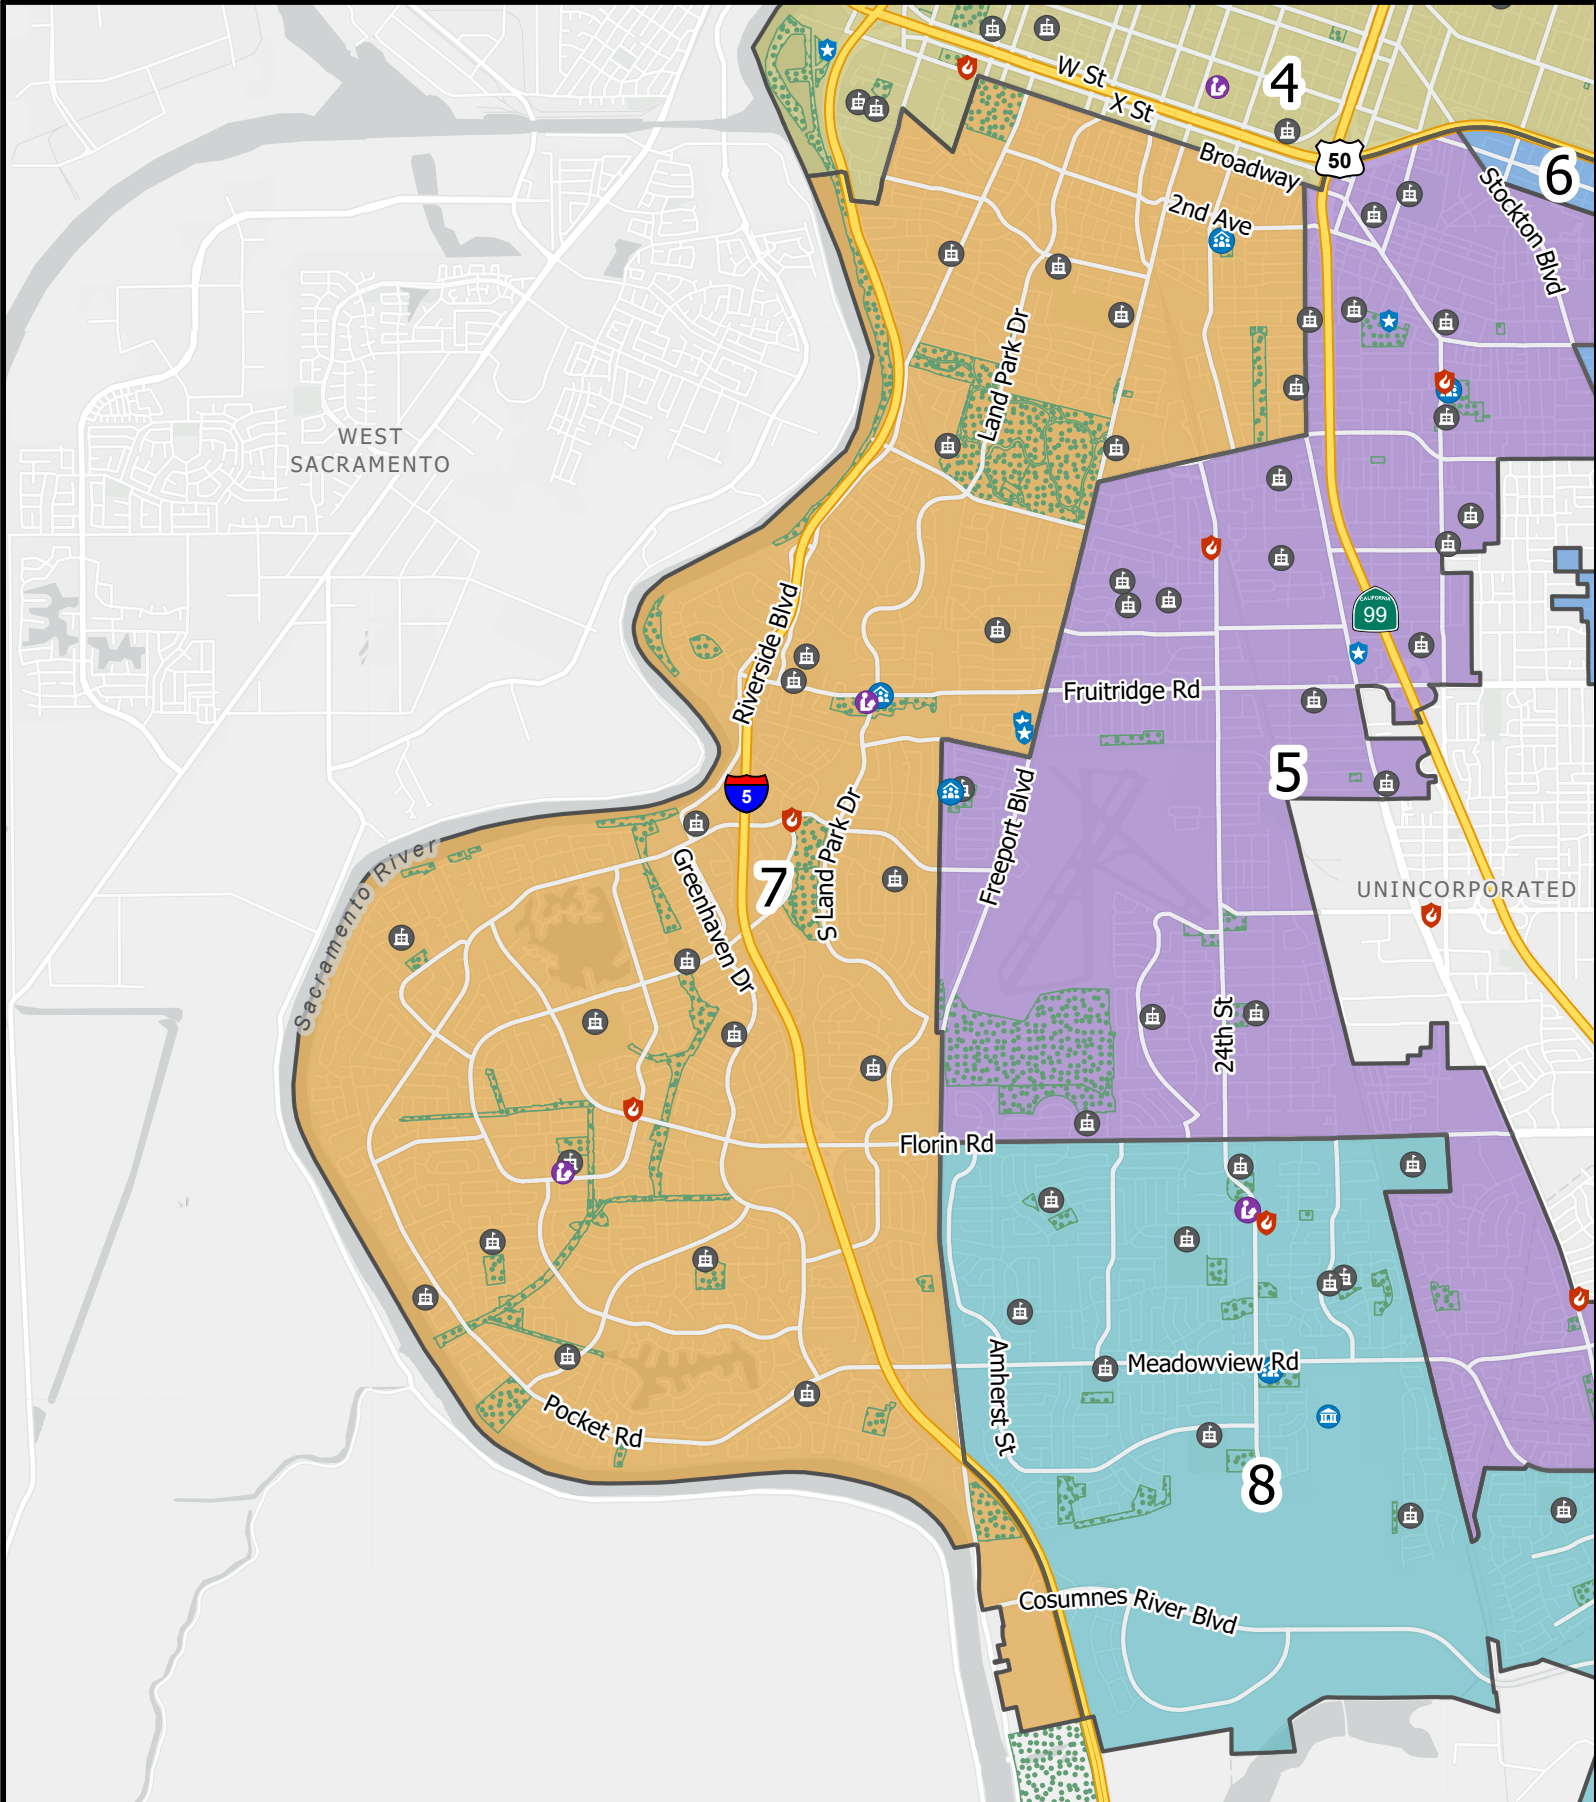 4
W St
X St
50
Broadway
6
Stockton Blvd
2nd Ave
Land Park Dr
WEST
SACRAMENTO
Riverside Blvd
CALIFORNIA
99
Fruitridge Rd
5
5
Freeport Blvd
S Land Park Dr
Sacramento River
Greenhaven Dr
7
UNINCORPORATED
24th St
Florin Rd
Amherst St
Meadowview Rd
Pocket Rd
8
Cosumnes River Blvd